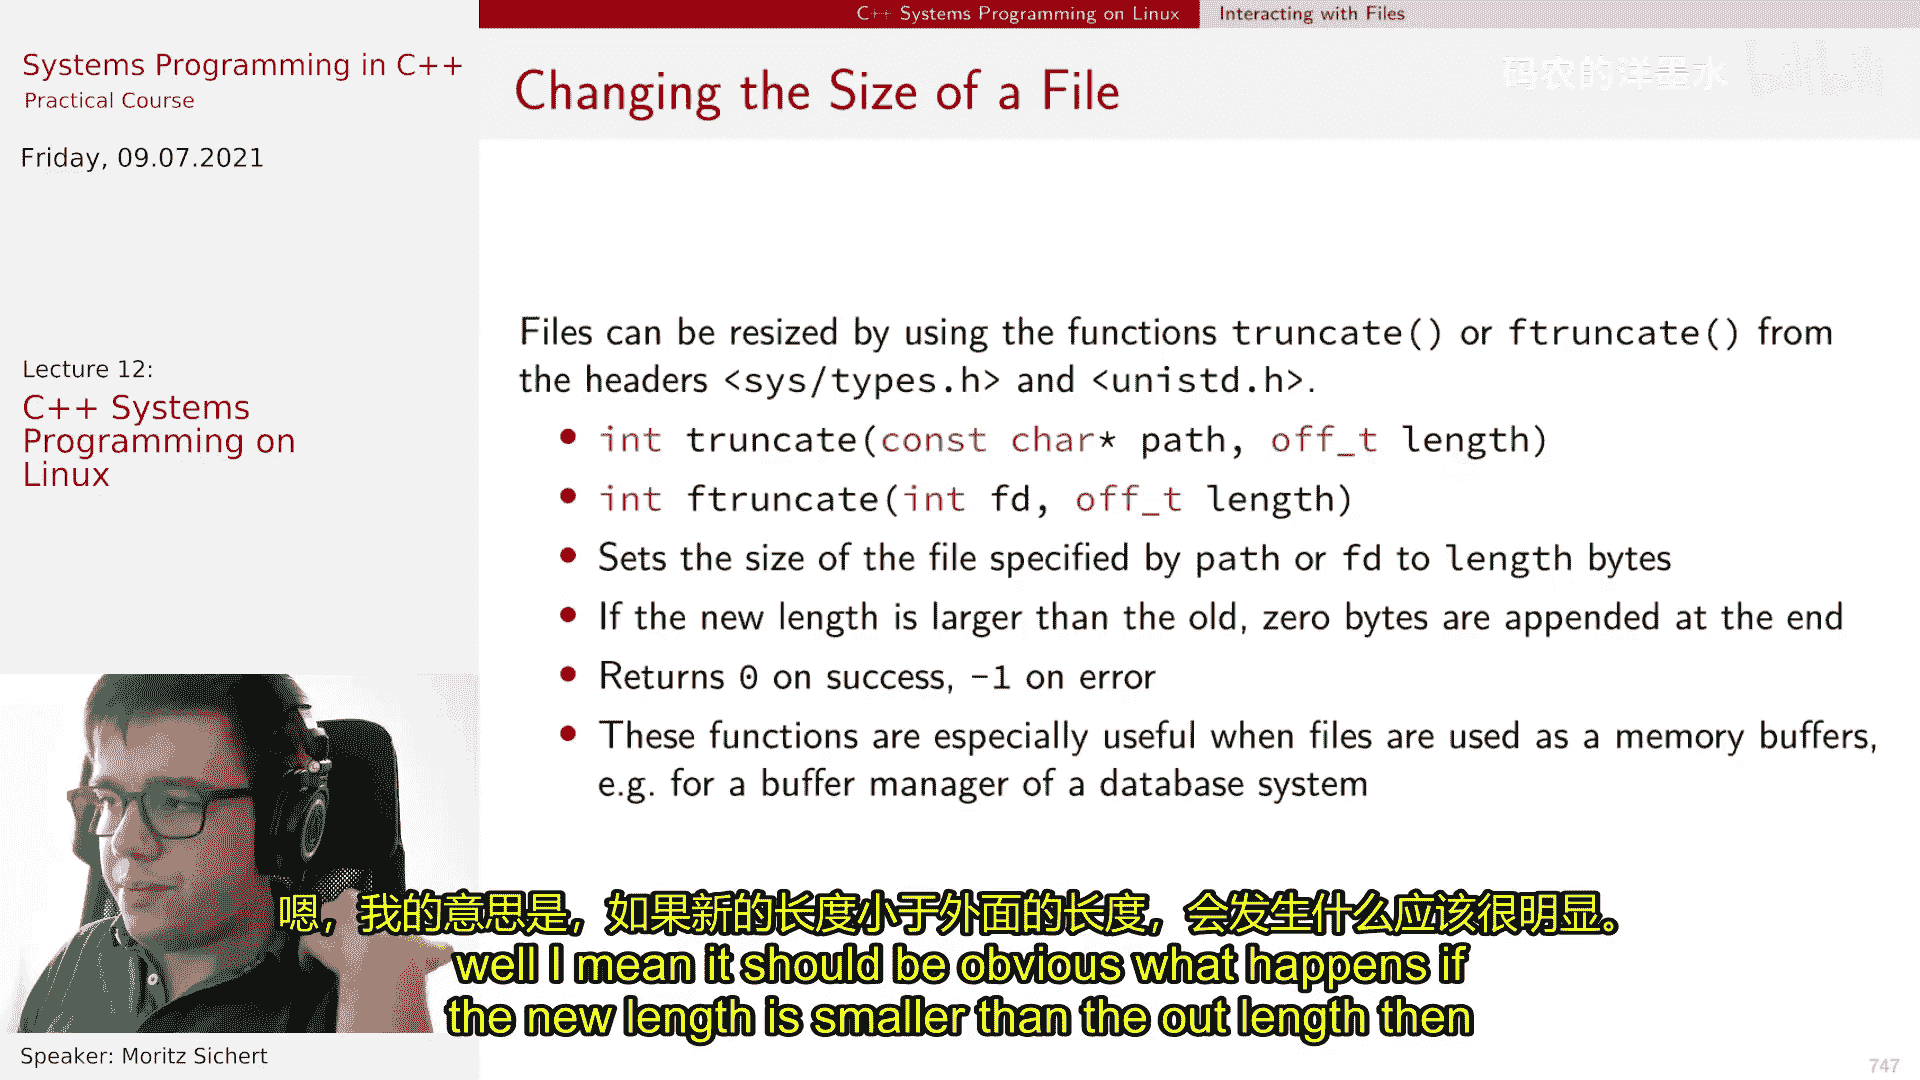 C++ Systems Programming on Linux
Interacting with Files
Systems Programming in C++
Practical Course
Friday, 09.07.2021
Lecture 12:
C++ Systems
Programming on
Linux
码农的洋墨水
bilibili
Changing the Size of a File
Files can be resized by using the functions truncate() or ftruncate() from
the headers <sys/types.h> and <unistd.h>.
• int truncate(const char* path, off_t length)
• int ftruncate(int fd, off_t length)
• Sets the size of the file specified by path or fd to length bytes
• If the new length is larger than the old, zero bytes are appended at the end
• Returns 0 on success, -1 on error
• These functions are especially useful when files are used as a memory buffers,
e.g. for a buffer manager of a database system
嗯，我的意思是，如果新的长度小于外面的长度，会发生什么应该很明显。
well I mean it should be obvious what happens if
the new length is smaller than the out length then
Speaker: Moritz Sichert
747